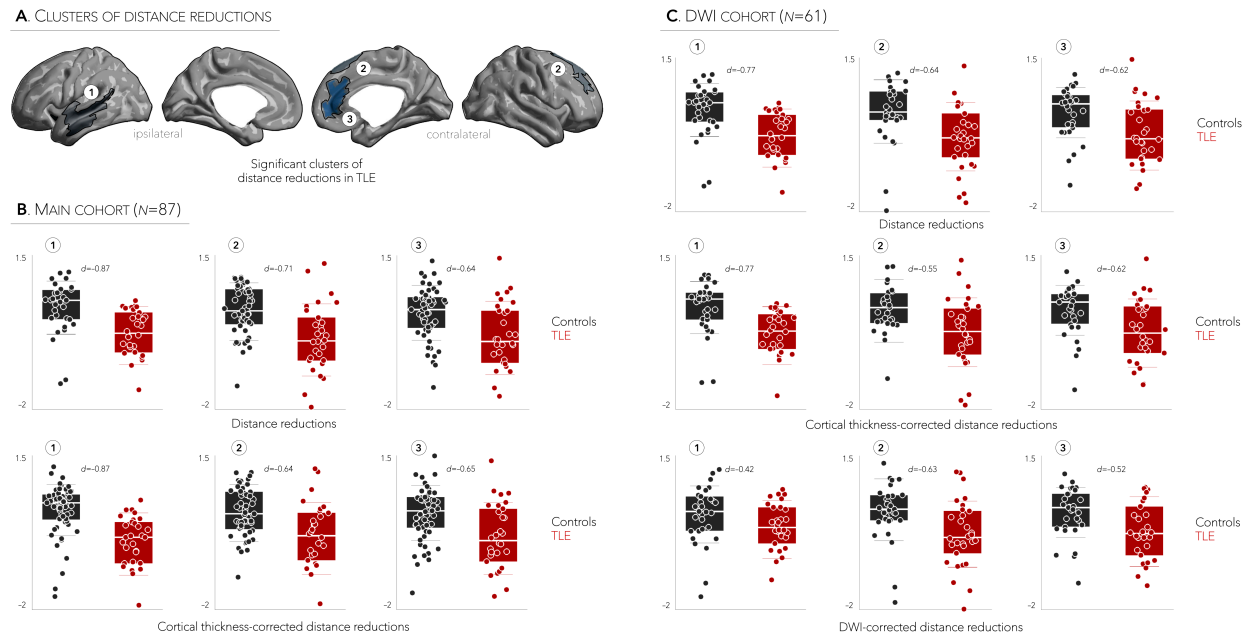 A. CLUSTERS OF DISTANCE REDUCTIONS
1
2
2
3
ipsilateral
contralateral
Significant clusters of
distance reductions in TLE
B. MAIN COHORT (N=87)
1
2
3
1.5
1.5
1.5
d=-0.87
d=-0.71
d=-0.64
Controls
TLE
-2
-2
-2
Distance reductions
1
2
3
1.5
1.5
1.5
d=-0.87
d=-0.64
d=-0.65
Controls
TLE
-2
-2
-2
Cortical thickness-corrected distance reductions
C. DWI COHORT (N=61)
1
2
3
1.5
1.5
1.5
d=-0.77
d=-0.64
d=-0.62
Controls
TLE
-2
-2
-2
Distance reductions
1
2
3
1.5
1.5
1.5
d=-0.77
d=-0.55
d=-0.62
Controls
TLE
-2
-2
-2
Cortical thickness-corrected distance reductions
1
2
3
1.5
1.5
1.5
d=-0.42
d=-0.63
d=-0.52
Controls
TLE
-2
-2
-2
DWI-corrected distance reductions